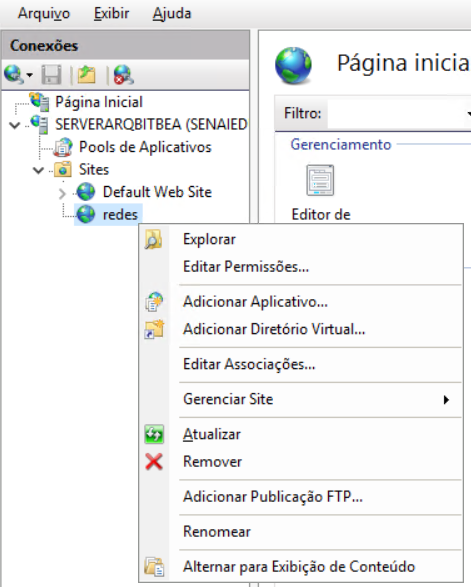 Arquivo Exibir Ajuda
Conexões
Página Inicial
SERVERARQBITBEA (SENAIED
Pools de Aplicativos
Sites
Default Web Site
redes
Página inicia
Filtro:
Gerenciamento
Editor de
Explorar
Editar Permissões...
Adicionar Aplicativo...
Adicionar Diretório Virtual...
Editar Associações...
Gerenciar Site
Atualizar
Remover
Adicionar Publicação FTP...
Renomear
Alternar para Exibição de Conteúdo